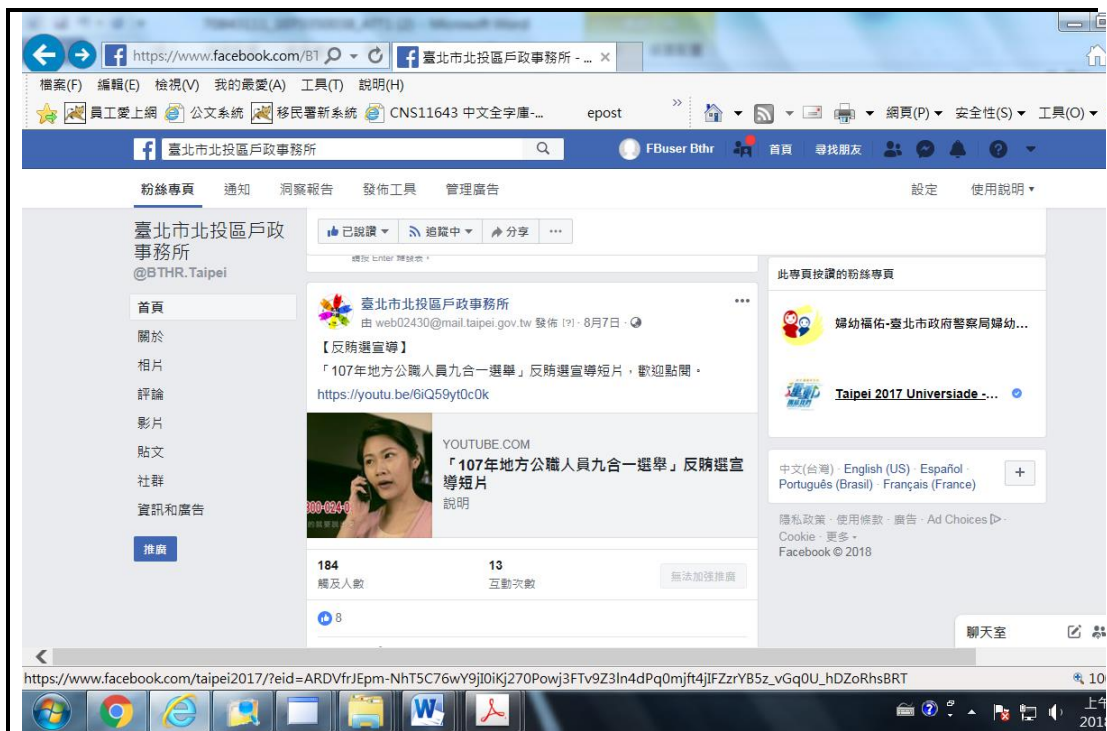 https://www.facebook.com/BT
臺北市北投區戶政事務所 - ...
檔案(F) 編輯(E) 檢視(V) 我的最愛(A) 工具(T) 說明(H)
員工愛上網 公文系統 移民署新系統 CNS11643 中文全字庫-... epost
網頁(P) 安全性(S) 工具(O)
臺北市北投區戶政事務所
FBuser Bthr 首頁 尋找朋友
粉絲專頁 通知 洞察報告 發佈工具 管理廣告 設定 使用說明
臺北市北投區戶政事務所
@BTHR.Taipei
首頁
關於
相片
評論
影片
貼文
社群
資訊和廣告
推廣
已說讚 追蹤中 分享 ...
請按 Enter 鍵發表。
臺北市北投區戶政事務所
由 web02430@mail.taipei.gov.tw 發佈 [?] · 8月7日 ·
【反賄選宣導】
「107年地方公職人員九合一選舉」反賄選宣導短片,歡迎點閱。
https://youtu.be/6iQ59yt0c0k
YOUTUBE.COM
「107年地方公職人員九合一選舉」反賄選宣
導短片
說明
184
觸及人數
13
互動次數
無法加強推廣
8
此專頁按讚的粉絲專頁
婦幼福佑-臺北市政府警察局婦幼...
Taipei 2017 Universiade -...
中文(台灣) · English (US) · Español ·
Português (Brasil) · Français (France)
隱私政策 · 使用條款 · 廣告 · Ad Choices ·
Cookie · 更多
Facebook © 2018
聊天室